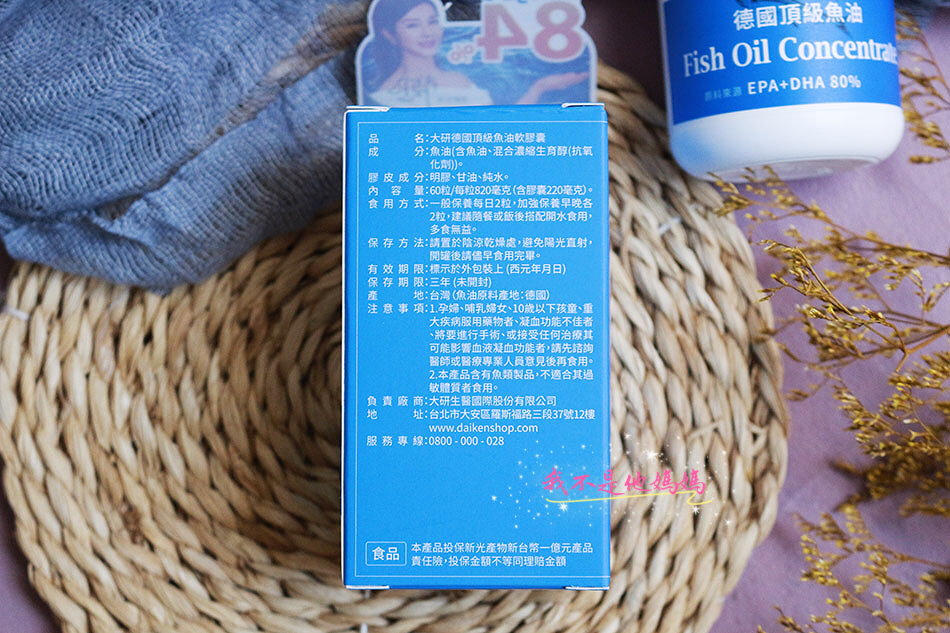 84
%
德國頂級魚油
Fish Oil Concentrate
原料來源 EPA+DHA 80%
品名:大研德國頂級魚油軟膠囊
成分:魚油(含魚油、混合濃縮生育醇(抗氧
化劑))。
膠皮成分:明膠、甘油、純水。
內容量:60粒/每粒820毫克(含膠囊220毫克)。
食用方式:一般保養每日2粒,加強保養早晚各
2粒,建議隨餐或飯後搭配開水食用,
多食無益。
保存方法:請置於陰涼乾燥處,避免陽光直射,
開罐後請儘早食用完畢。
有效期限:標示於外包裝上 (西元年月日)
保存期限:三年 (未開封)
產地:台灣 (魚油原料產地:德國)
注意事項:1.孕婦、哺乳婦女、10歲以下孩童、重
大疾病服用藥物者、凝血功能不佳者
、將要進行手術、或接受任何治療其
可能影響血液凝血功能者,請先諮詢
醫師或醫療專業人員意見後再食用。
2.本產品含有魚類製品,不適合其過
敏體質者食用。
負責廠商:大研生醫國際股份有限公司
地址:台北市大安區羅斯福路三段37號12樓
www.daikenshop.com
服務專線:0800-000-028
我不是他媽媽
食品
本產品投保新光產物新台幣一億元產品
責任險,投保金額不等同理賠金額